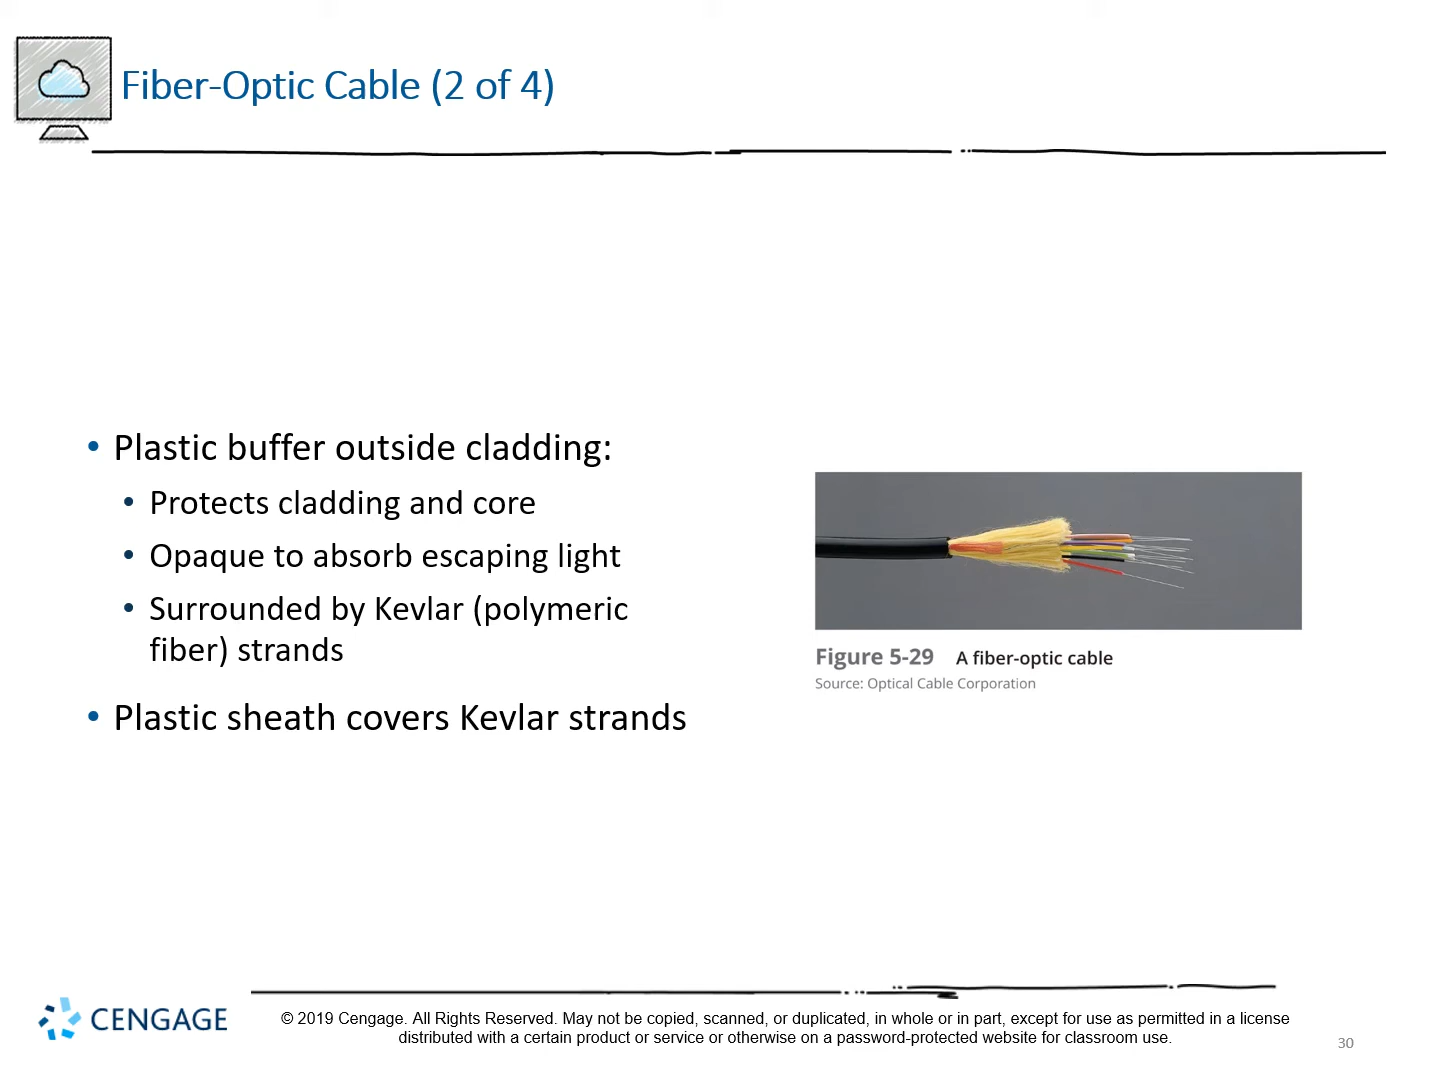 Fiber-Optic Cable (2 of 4)
• Plastic buffer outside cladding:
• Protects cladding and core
• Opaque to absorb escaping light
• Surrounded by Kevlar (polymeric
fiber) strands
• Plastic sheath covers Kevlar strands
Figure 5-29 A fiber-optic cable
Source: Optical Cable Corporation
CENGAGE
© 2019 Cengage. All Rights Reserved. May not be copied, scanned, or duplicated, in whole or in part, except for use as permitted in a license
distributed with a certain product or service or otherwise on a password-protected website for classroom use.
30